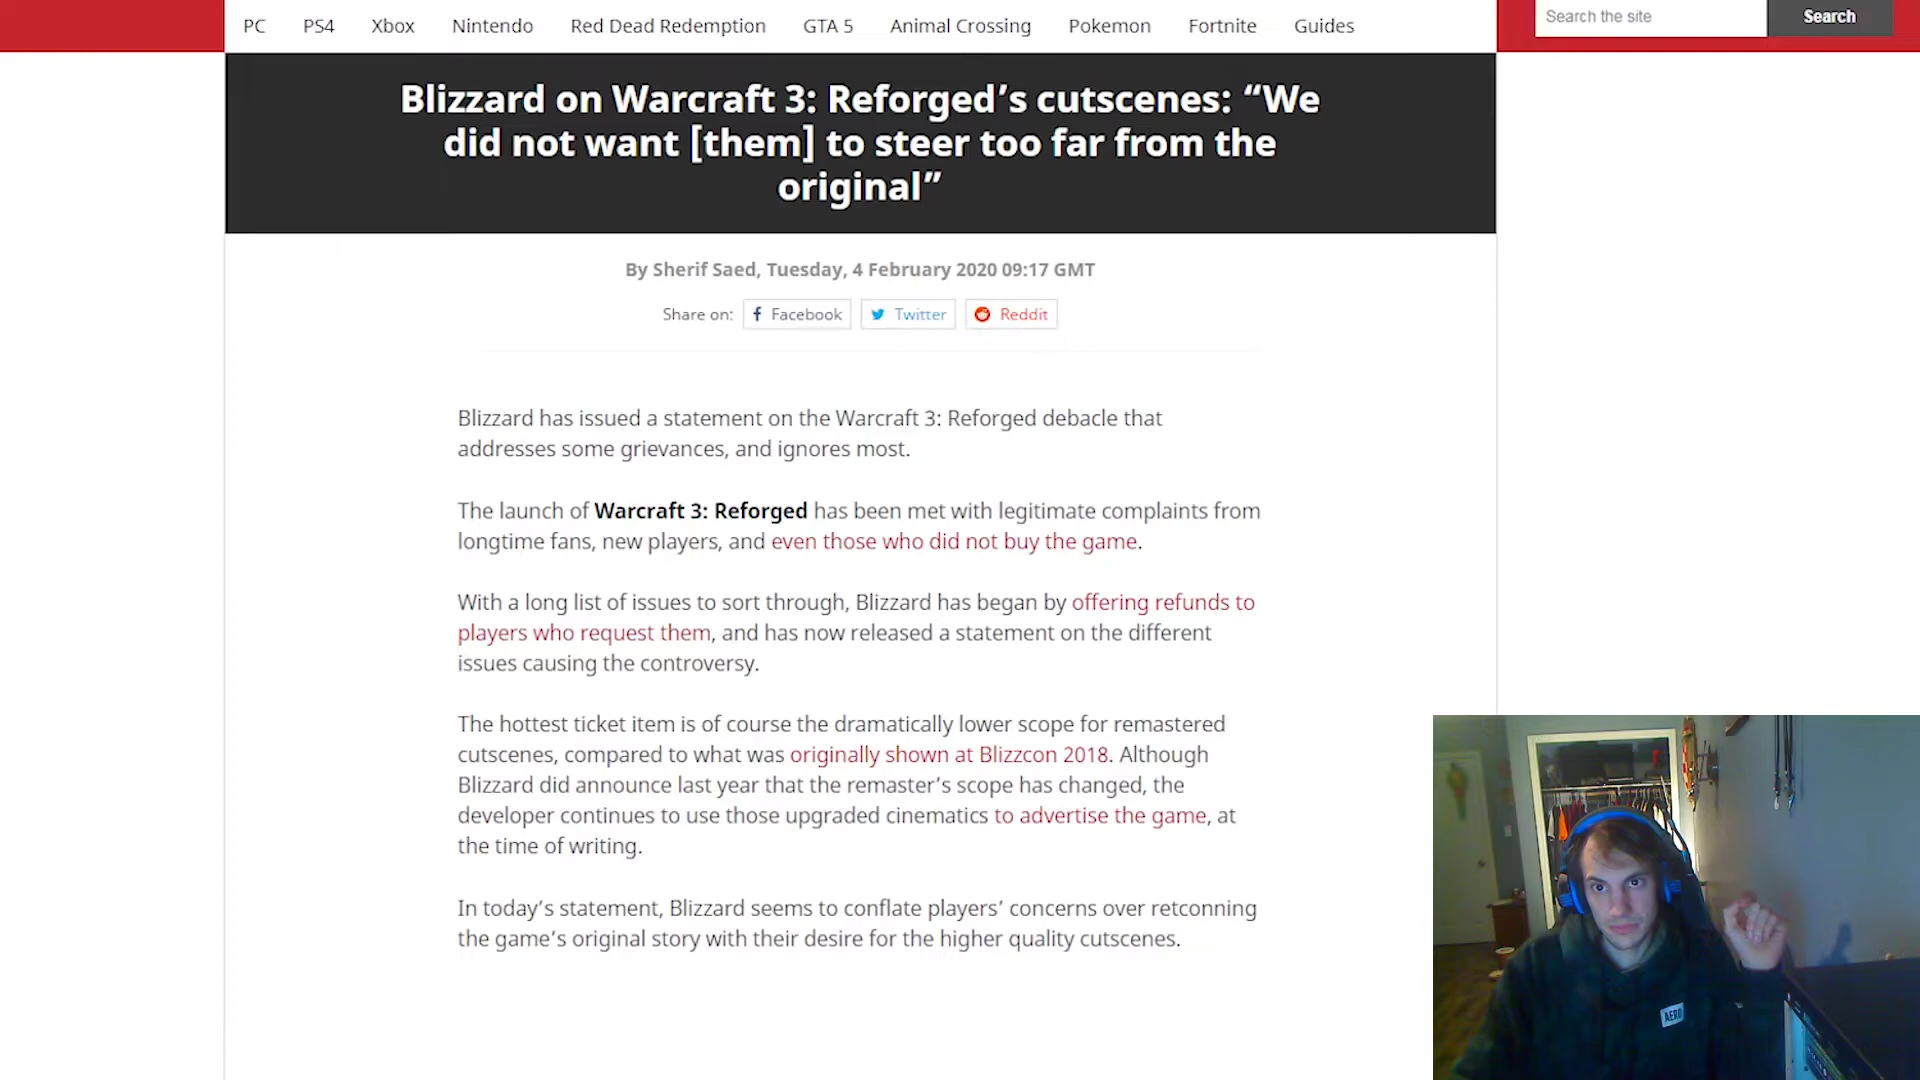 PC PS4 Xbox Nintendo Red Dead Redemption GTA 5 Animal Crossing Pokemon Fortnite Guides
Search the site Search
Blizzard on Warcraft 3: Reforged’s cutscenes: “We
did not want [them] to steer too far from the
original”
By Sherif Saed, Tuesday, 4 February 2020 09:17 GMT
Share on: Facebook Twitter Reddit
Blizzard has issued a statement on the Warcraft 3: Reforged debacle that
addresses some grievances, and ignores most.
The launch of Warcraft 3: Reforged has been met with legitimate complaints from
longtime fans, new players, and even those who did not buy the game.
With a long list of issues to sort through, Blizzard has began by offering refunds to
players who request them, and has now released a statement on the different
issues causing the controversy.
The hottest ticket item is of course the dramatically lower scope for remastered
cutscenes, compared to what was originally shown at Blizzcon 2018. Although
Blizzard did announce last year that the remaster’s scope has changed, the
developer continues to use those upgraded cinematics to advertise the game, at
the time of writing.
In today’s statement, Blizzard seems to conflate players’ concerns over retconning
the game’s original story with their desire for the higher quality cutscenes.
AERO